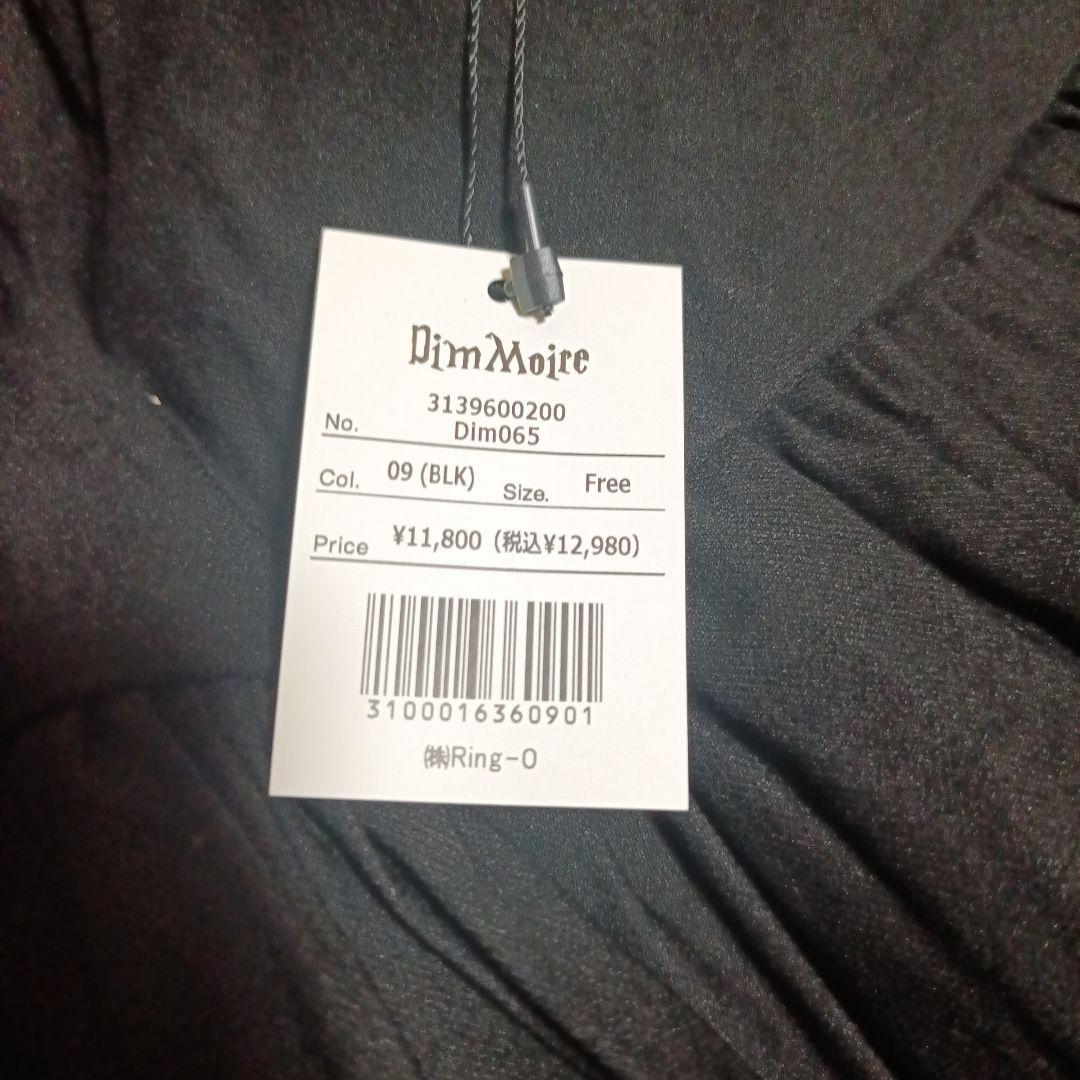 Dim Moire
3139600200
No. Dim065
Col. 09 (BLK) Size. Free
Price ¥11,800 (税込¥12,980)
3100016360901
㈱Ring-O